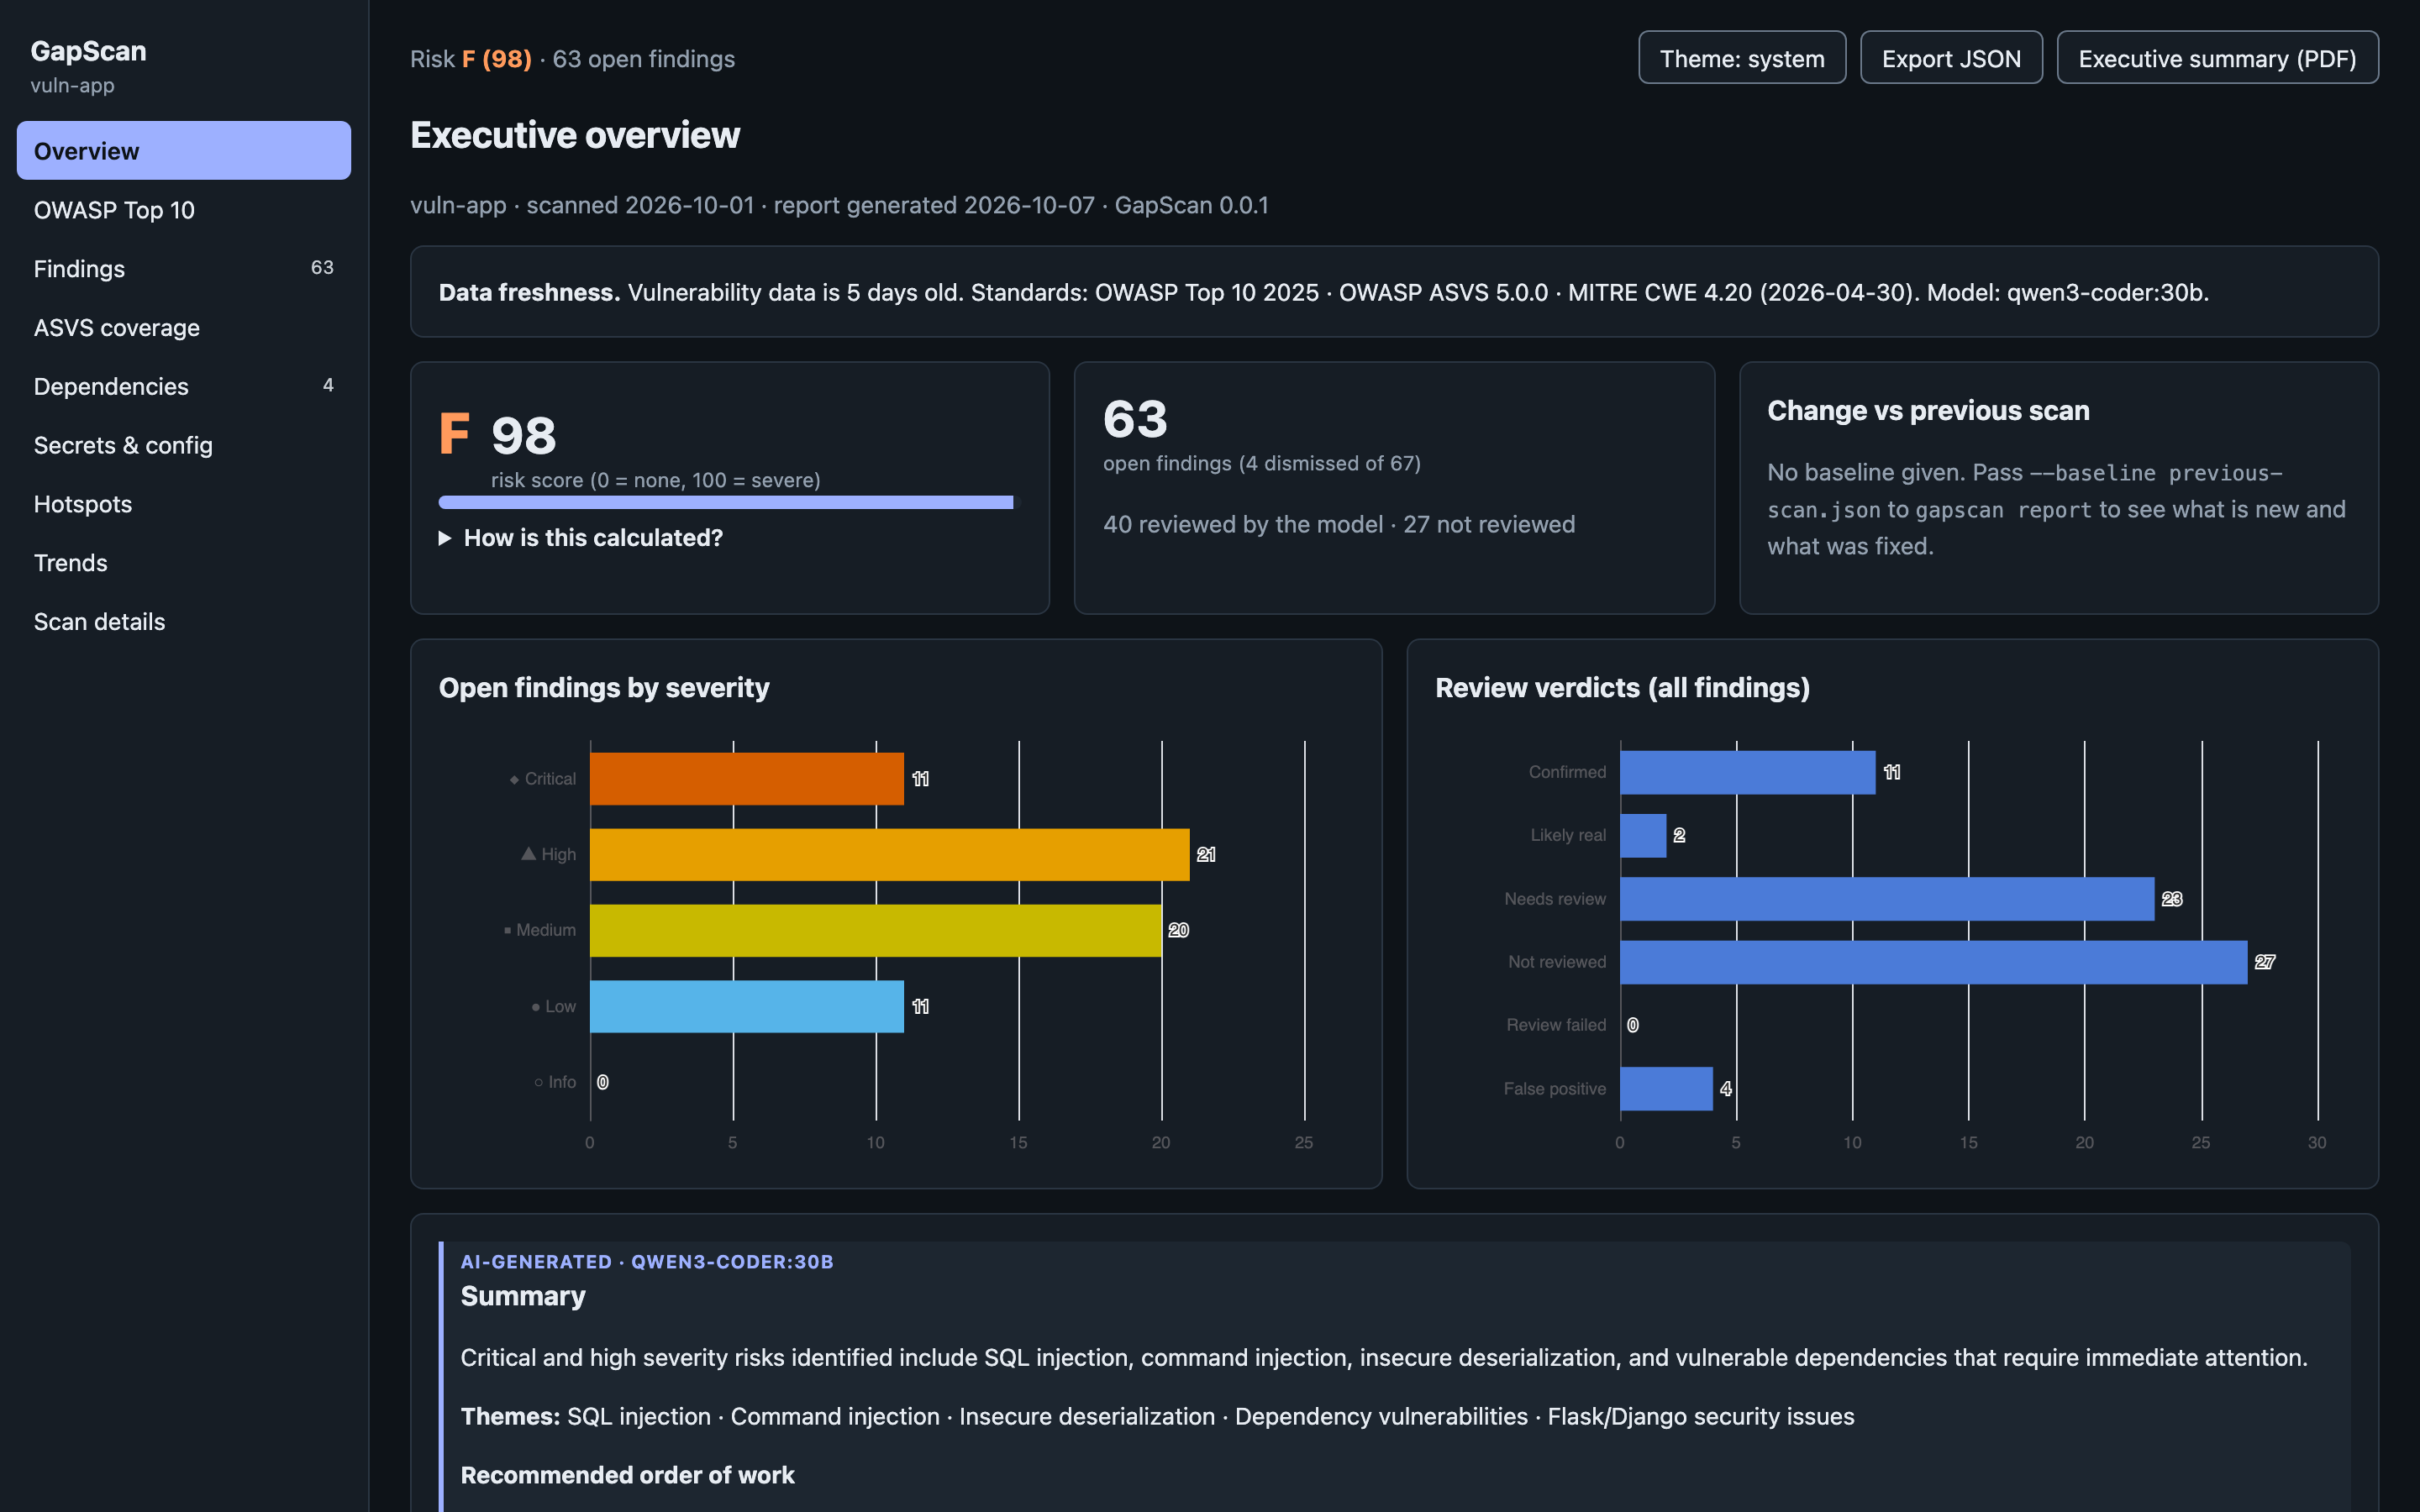 GapScan
vuln-app
Overview
OWASP Top 10
Findings 63
ASVS coverage
Dependencies 4
Secrets & config
Hotspots
Trends
Scan details
Risk F (98) · 63 open findings
Theme: system
Export JSON
Executive summary (PDF)
Executive overview
vuln-app · scanned 2026-10-01 · report generated 2026-10-07 · GapScan 0.0.1
Data freshness. Vulnerability data is 5 days old. Standards: OWASP Top 10 2025 · OWASP ASVS 5.0.0 · MITRE CWE 4.20 (2026-04-30). Model: qwen3-coder:30b.
F 98
risk score (0 = none, 100 = severe)
▶ How is this calculated?
63
open findings (4 dismissed of 67)
40 reviewed by the model · 27 not reviewed
Change vs previous scan
No baseline given. Pass --baseline previous-
scan.json to gapscan report to see what is new and
what was fixed.
Open findings by severity
◆ Critical 11
▲ High 21
■ Medium 20
● Low 11
○ Info 0
0 5 10 15 20 25
Review verdicts (all findings)
Confirmed 11
Likely real 2
Needs review 23
Not reviewed 27
Review failed 0
False positive 4
0 5 10 15 20 25 30
AI-GENERATED · QWEN3-CODER:30B
Summary
Critical and high severity risks identified include SQL injection, command injection, insecure deserialization, and vulnerable dependencies that require immediate attention.
Themes: SQL injection · Command injection · Insecure deserialization · Dependency vulnerabilities · Flask/Django security issues
Recommended order of work